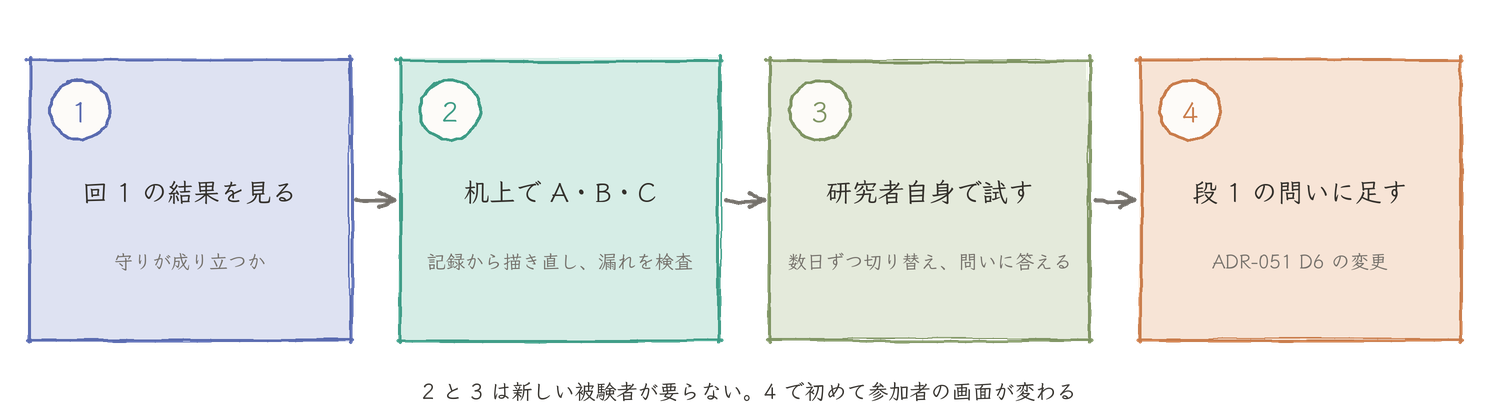 1
回 1 の結果を見る
守りが成り立つか
2
机上で A・B・C
記録から描き直し、漏れを検査
3
研究者自身で試す
数日ずつ切り替え、問いに答える
4
段 1 の問いに足す
ADR-051 D6 の変更
2 と 3 は新しい被験者が要らない。4 で初めて参加者の画面が変わる